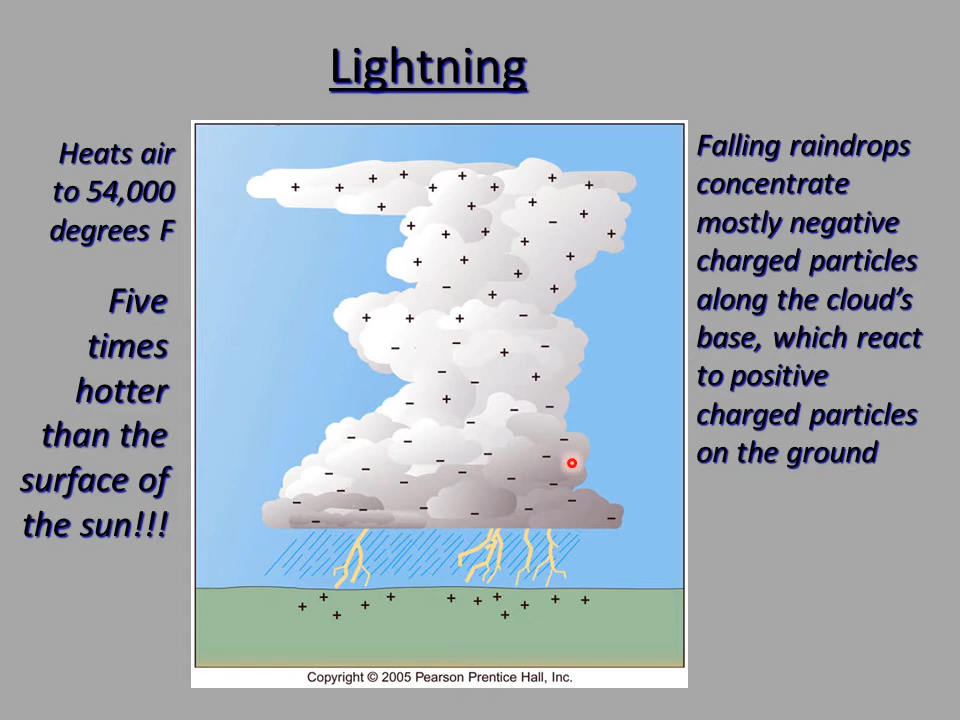 Lightning
Heats air
to 54,000
degrees F
Five
times
hotter
than the
surface of
the sun!!!
Falling raindrops
concentrate
mostly negative
charged particles
along the cloud's
base, which react
to positive
charged particles
on the ground
Copyright © 2005 Pearson Prentice Hall, Inc.